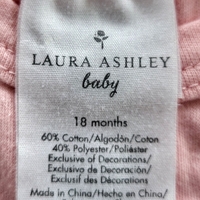 LAURA ASHLEY
baby
18 months
60% Cotton/Algodón/Coton
40% Polyester/Poliéster
Exclusive of Decorations/
Exclusivo de Decoración/
Exclusif des Décorations
Made in China/Hecho en China/